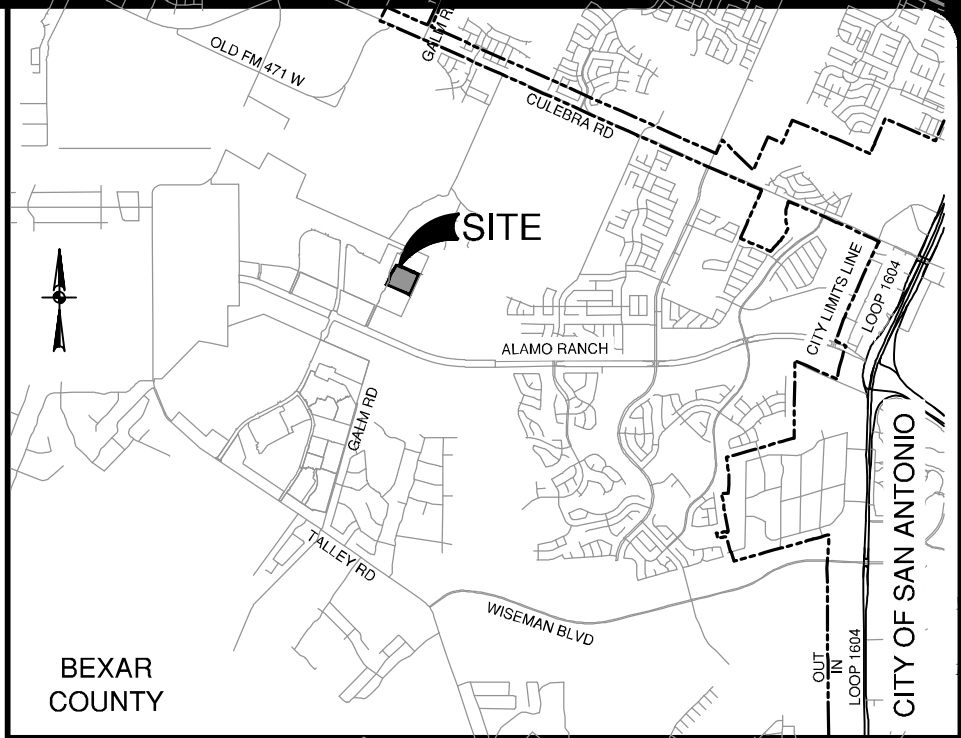 GALM RD
OLD FM 471 W
CULEBRA RD
SITE
CITY LIMITS LINE
LOOP 1604
ALAMO RANCH
GALM RD
CITY OF SAN ANTONIO
TALLEY RD
WISEMAN BLVD
OUT
IN
LOOP 1604
BEXAR
COUNTY